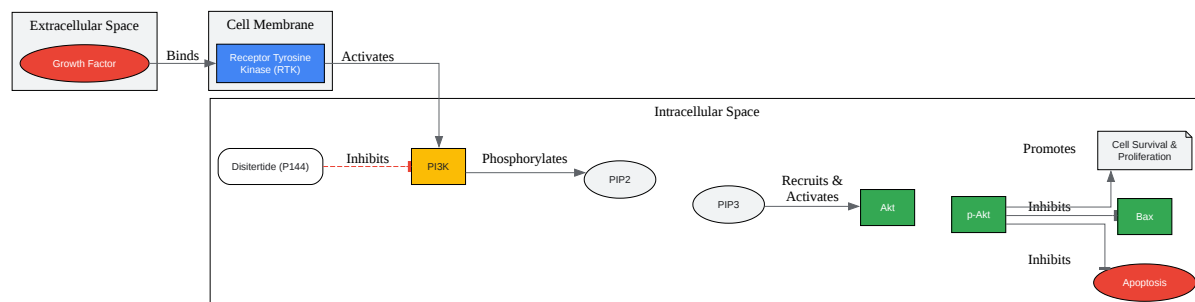 Extracellular Space
Growth Factor
Binds
Cell Membrane
Receptor Tyrosine
Kinase (RTK)
Activates
Intracellular Space
Disitertide (P144)
Inhibits
PI3K
Phosphorylates
PIP2
PIP3
Recruits &
Activates
Akt
p-Akt
Promotes
Cell Survival &
Proliferation
Inhibits
Bax
Inhibits
Apoptosis